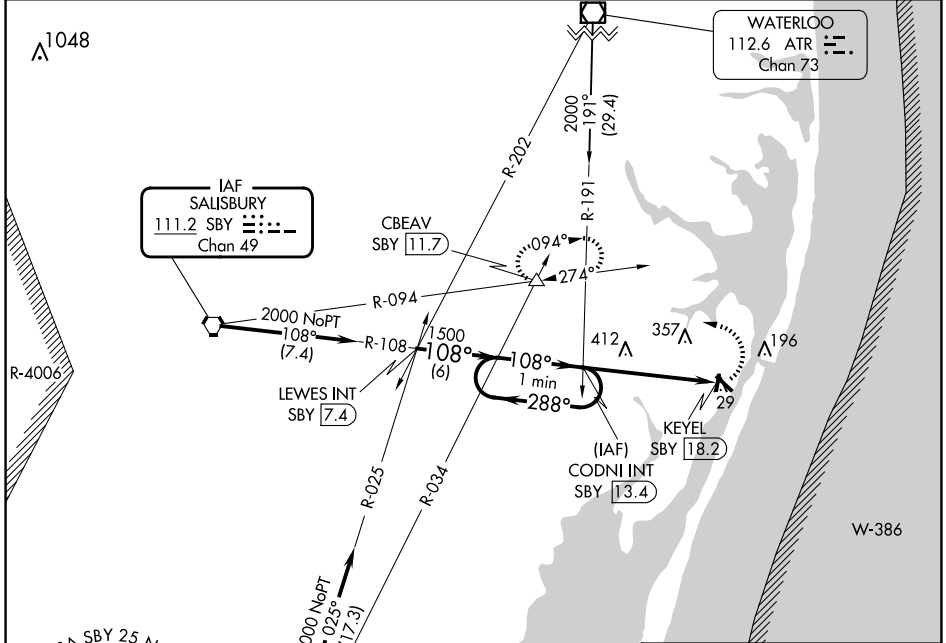 1048
WATERLOO
112.6 ATR
Chan 73
2000
191°
(29.4)
R-202
R-191
IAF
SALISBURY
111.2 SBY
Chan 49
CBEAV
SBY 11.7
094°
274°
R-094
2000 NoPT
108°
(7.4)
R-108
1500
108°
(6)
108°
1 min
288°
412
357
196
R-4006
LEWES INT
SBY 7.4
29
KEYEL
SBY 18.2
(IAF)
CODNI INT
SBY 13.4
R-025
R-034
W-386
000 NoPT
025°
17.3)
SBY 25 N